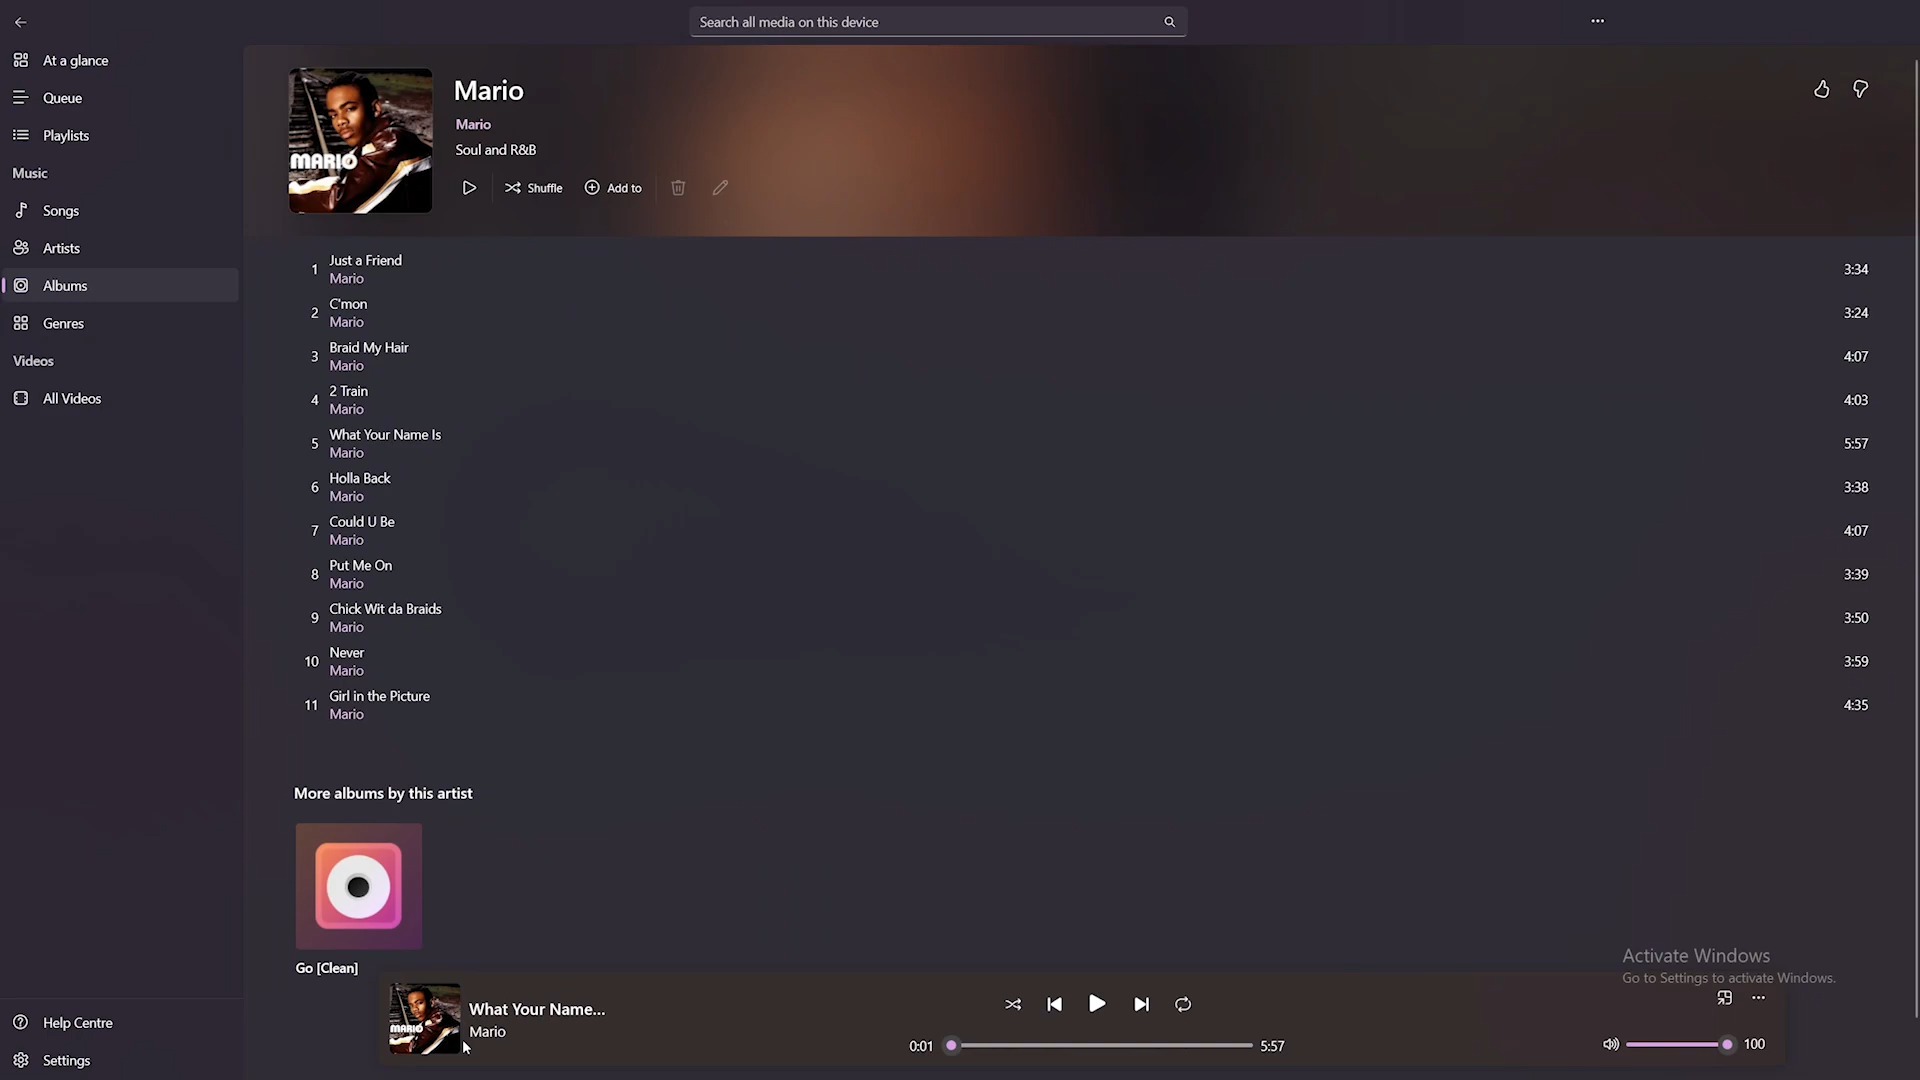 Search all media on this device
At a glance
Queue
Playlists
Music
Songs
Artists
Albums
Genres
Videos
All Videos
Help Centre
Settings
MARIO
Mario
Mario
Soul and R&B
Shuffle
Add to
1 Just a Friend 3:34
Mario
2 C'mon 3:24
Mario
3 Braid My Hair 4:07
Mario
4 2 Train 4:03
Mario
5 What Your Name Is 5:57
Mario
6 Holla Back 3:38
Mario
7 Could U Be 4:07
Mario
8 Put Me On 3:39
Mario
9 Chick Wit da Braids 3:50
Mario
10 Never 3:59
Mario
11 Girl in the Picture 4:35
Mario
More albums by this artist
Go [Clean]
Activate Windows
Go to Settings to activate Windows.
MARIO
What Your Name...
Mario
0:01 5:57
100